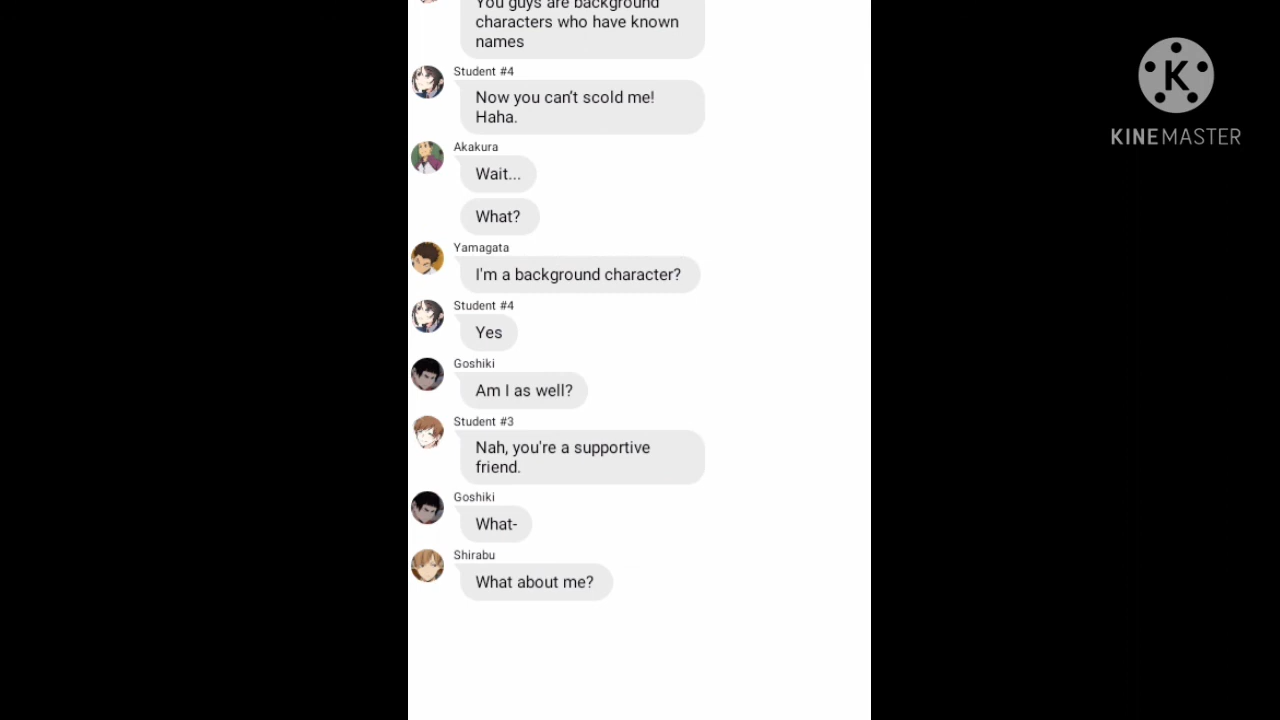 You guys are background
characters who have known
names
Student #4
Now you can't scold me!
Haha.
Akakura
Wait...
What?
Yamagata
I'm a background character?
Student #4
Yes
Goshiki
Am I as well?
Student #3
Nah, you're a supportive
friend.
Goshiki
What-
Shirabu
What about me?
K
KINEMASTER